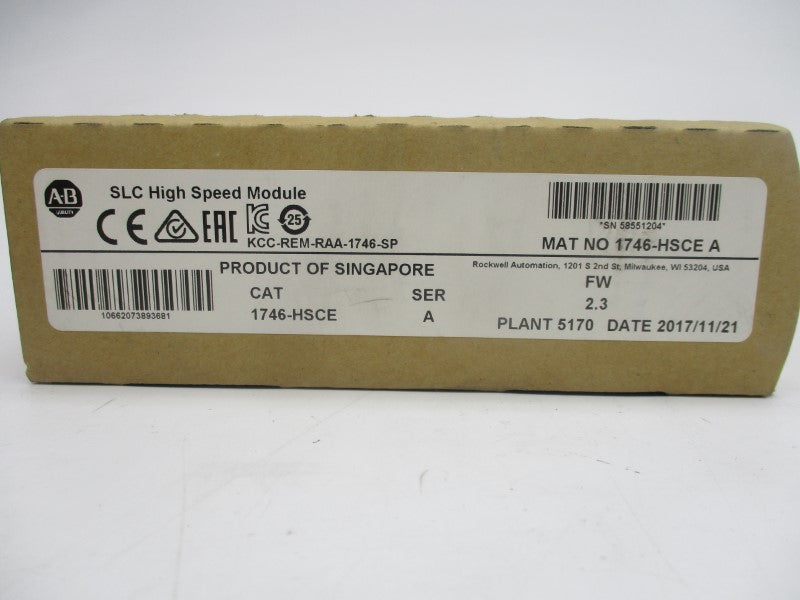 A-B
QUALITY
SLC High Speed Module
CE EAC 25
KCC-REM-RAA-1746-SP
*SN 58551204*
MAT NO 1746-HSCE A
PRODUCT OF SINGAPORE
Rockwell Automation, 1201 S 2nd St, Milwaukee, WI 53204, USA
CAT SER FW
1746-HSCE A 2.3
10662073893681
PLANT 5170 DATE 2017/11/21